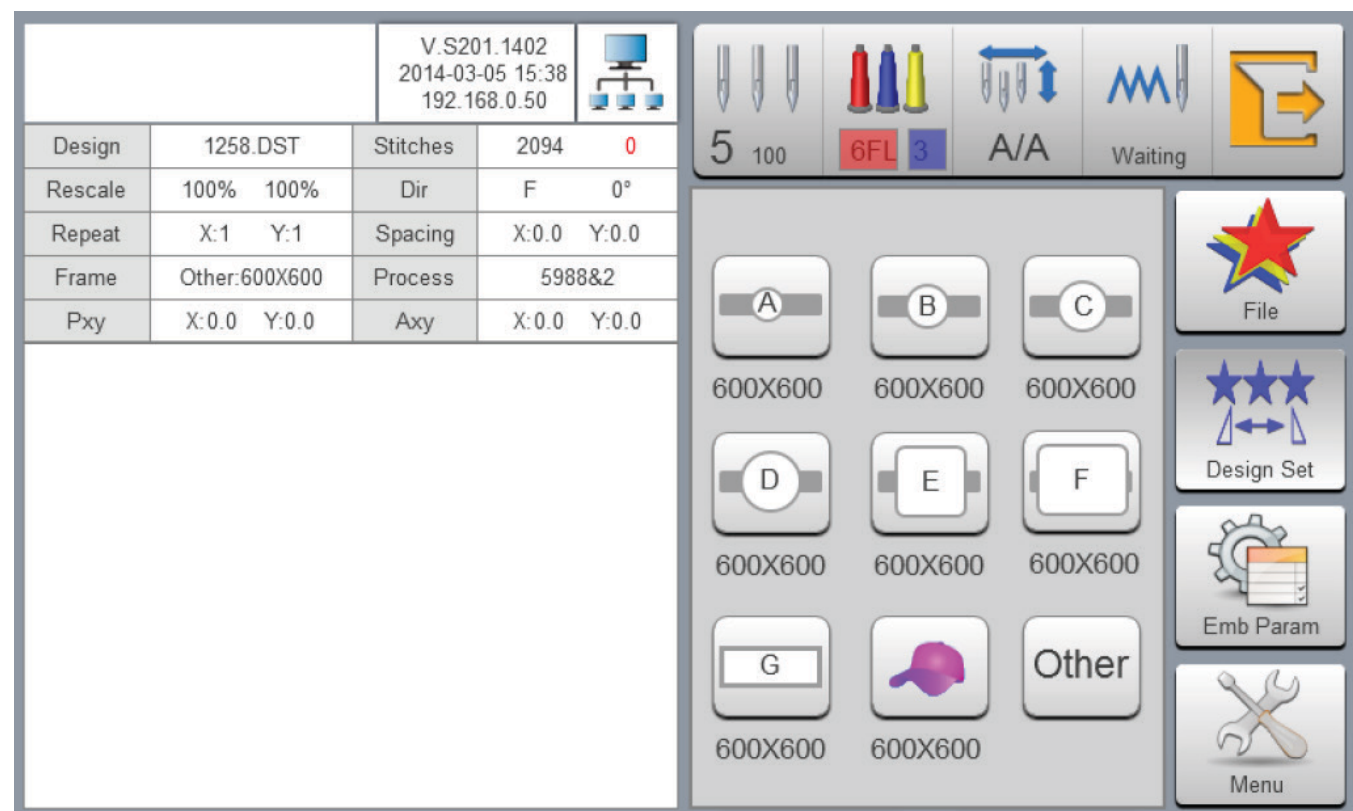 V.S201.1402
2014-03-05 15:38
192.168.0.50
Design 1258.DST Stitches 2094 0
Rescale 100% 100% Dir F 0°
Repeat X:1 Y:1 Spacing X:0.0 Y:0.0
Frame Other:600X600 Process 5988&2
Pxy X:0.0 Y:0.0 Axy X:0.0 Y:0.0
5 100 6FL 3 A/A Waiting
A B C
600X600 600X600 600X600
D E F
600X600 600X600 600X600
G Other
600X600 600X600
File
Design Set
Emb Param
Menu